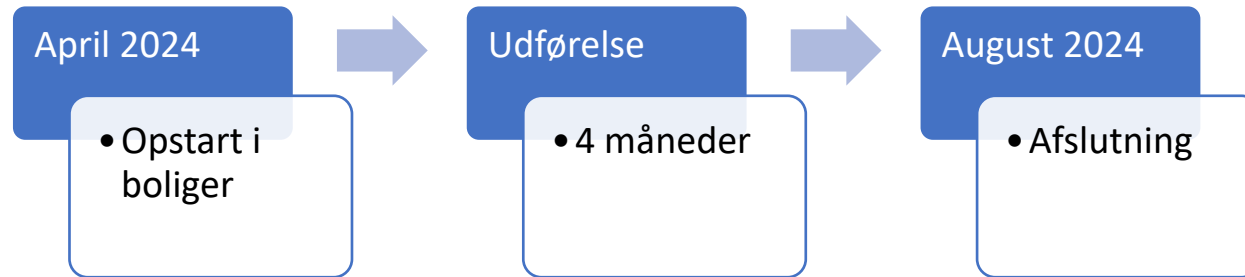 April 2024
• Opstart i
boliger
Udførelse
• 4 måneder
August 2024
• Afslutning